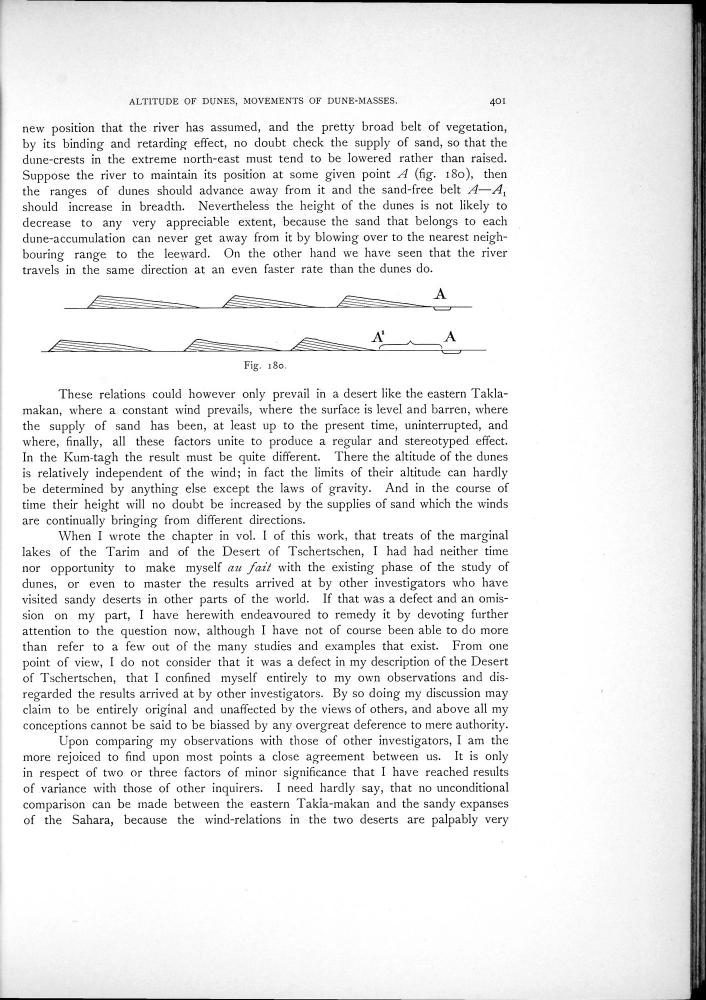 ALTITUDE OF DUNES, MOVEMENTS OF DUNE-MASSES. 401
new position that the river has assumed, and the pretty broad belt of vegetation,
by its binding and retarding effect, no doubt check the supply of sand, so that the
dune-crests in the extreme north-east must tend to be lowered rather than raised.
Suppose the river to maintain its position at some given point A (fig. 180), then
the ranges of dunes should advance away from it and the sand-free belt A—A₁
should increase in breadth. Nevertheless the height of the dunes is not likely to
decrease to any very appreciable extent, because the sand that belongs to each
dune-accumulation can never get away from it by blowing over to the nearest neigh-
bouring range to the leeward. On the other hand we have seen that the river
travels in the same direction at an even faster rate than the dunes do.
A
A¹ A
Fig. 180.
These relations could however only prevail in a desert like the eastern Takla-
makan, where a constant wind prevails, where the surface is level and barren, where
the supply of sand has been, at least up to the present time, uninterrupted, and
where, finally, all these factors unite to produce a regular and stereotyped effect.
In the Kum-tagh the result must be quite different. There the altitude of the dunes
is relatively independent of the wind; in fact the limits of their altitude can hardly
be determined by anything else except the laws of gravity. And in the course of
time their height will no doubt be increased by the supplies of sand which the winds
are continually bringing from different directions.
When I wrote the chapter in vol. I of this work, that treats of the marginal
lakes of the Tarim and of the Desert of Tschertschen, I had had neither time
nor opportunity to make myself au fait with the existing phase of the study of
dunes, or even to master the results arrived at by other investigators who have
visited sandy deserts in other parts of the world. If that was a defect and an omis-
sion on my part, I have herewith endeavoured to remedy it by devoting further
attention to the question now, although I have not of course been able to do more
than refer to a few out of the many studies and examples that exist. From one
point of view, I do not consider that it was a defect in my description of the Desert
of Tschertschen, that I confined myself entirely to my own observations and dis-
regarded the results arrived at by other investigators. By so doing my discussion may
claim to be entirely original and unaffected by the views of others, and above all my
conceptions cannot be said to be biassed by any overgreat deference to mere authority.
Upon comparing my observations with those of other investigators, I am the
more rejoiced to find upon most points a close agreement between us. It is only
in respect of two or three factors of minor significance that I have reached results
of variance with those of other inquirers. I need hardly say, that no unconditional
comparison can be made between the eastern Takla-makan and the sandy expanses
of the Sahara, because the wind-relations in the two deserts are palpably very